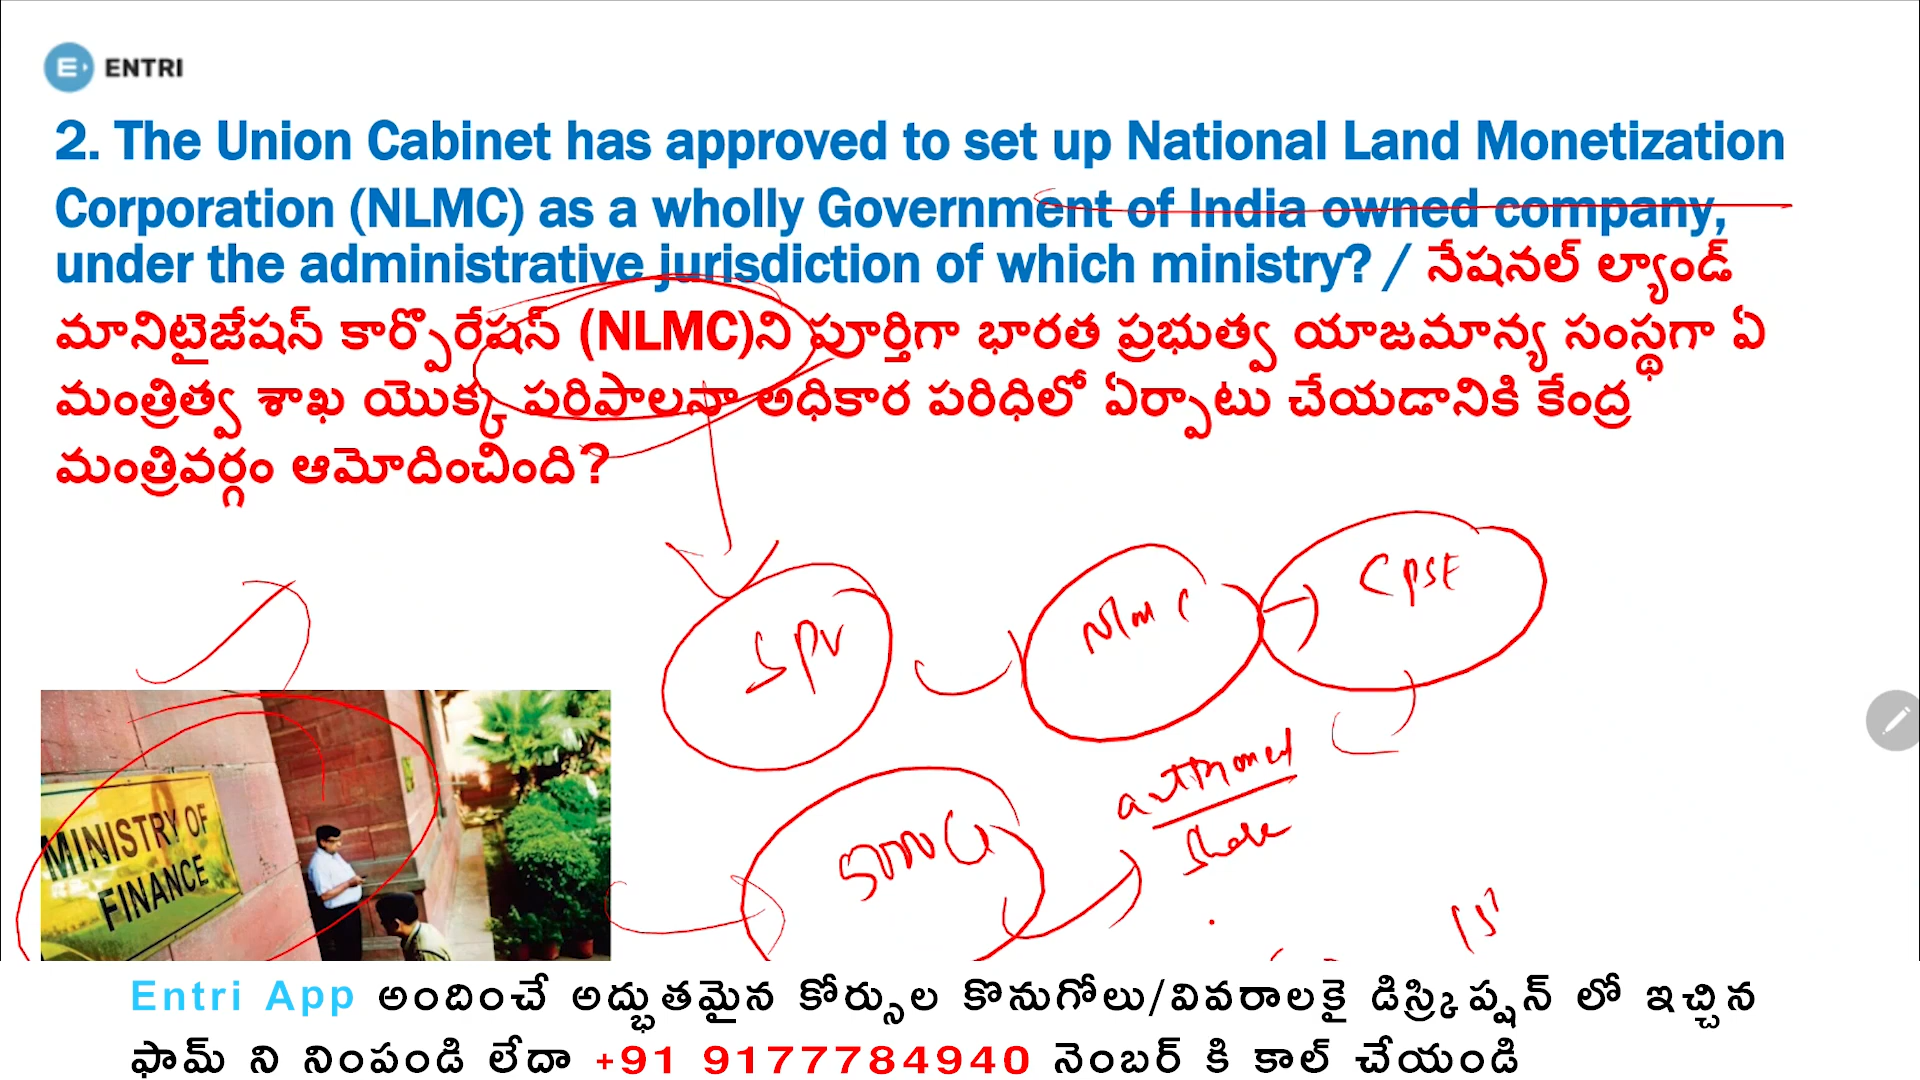 ENTRI
2. The Union Cabinet has approved to set up National Land Monetization
Corporation (NLMC) as a wholly Government of India owned company,
under the administrative jurisdiction of which ministry? / నేషనల్ ల్యాండ్
మానిటైజేషన్ కార్పొరేషన్ (NLMC)ని పూర్తిగా భారత ప్రభుత్వ యాజమాన్య సంస్థగా ఏ
మంత్రిత్వ శాఖ యొక్క పరిపాలనా అధికార పరిధిలో ఏర్పాటు చేయడానికి కేంద్ర
మంత్రివర్గం ఆమోదించింది?
CPSE
NLMC
SPV
Share
MINISTRY OF
FINANCE
Entri App అందించే అద్భుతమైన కోర్సుల కొనుగోలు/వివరాలకై డిస్క్రిప్షన్ లో ఇచ్చిన
ఫామ్ ని నింపండి లేదా +91 9177784940 నెంబర్ కి కాల్ చేయండి